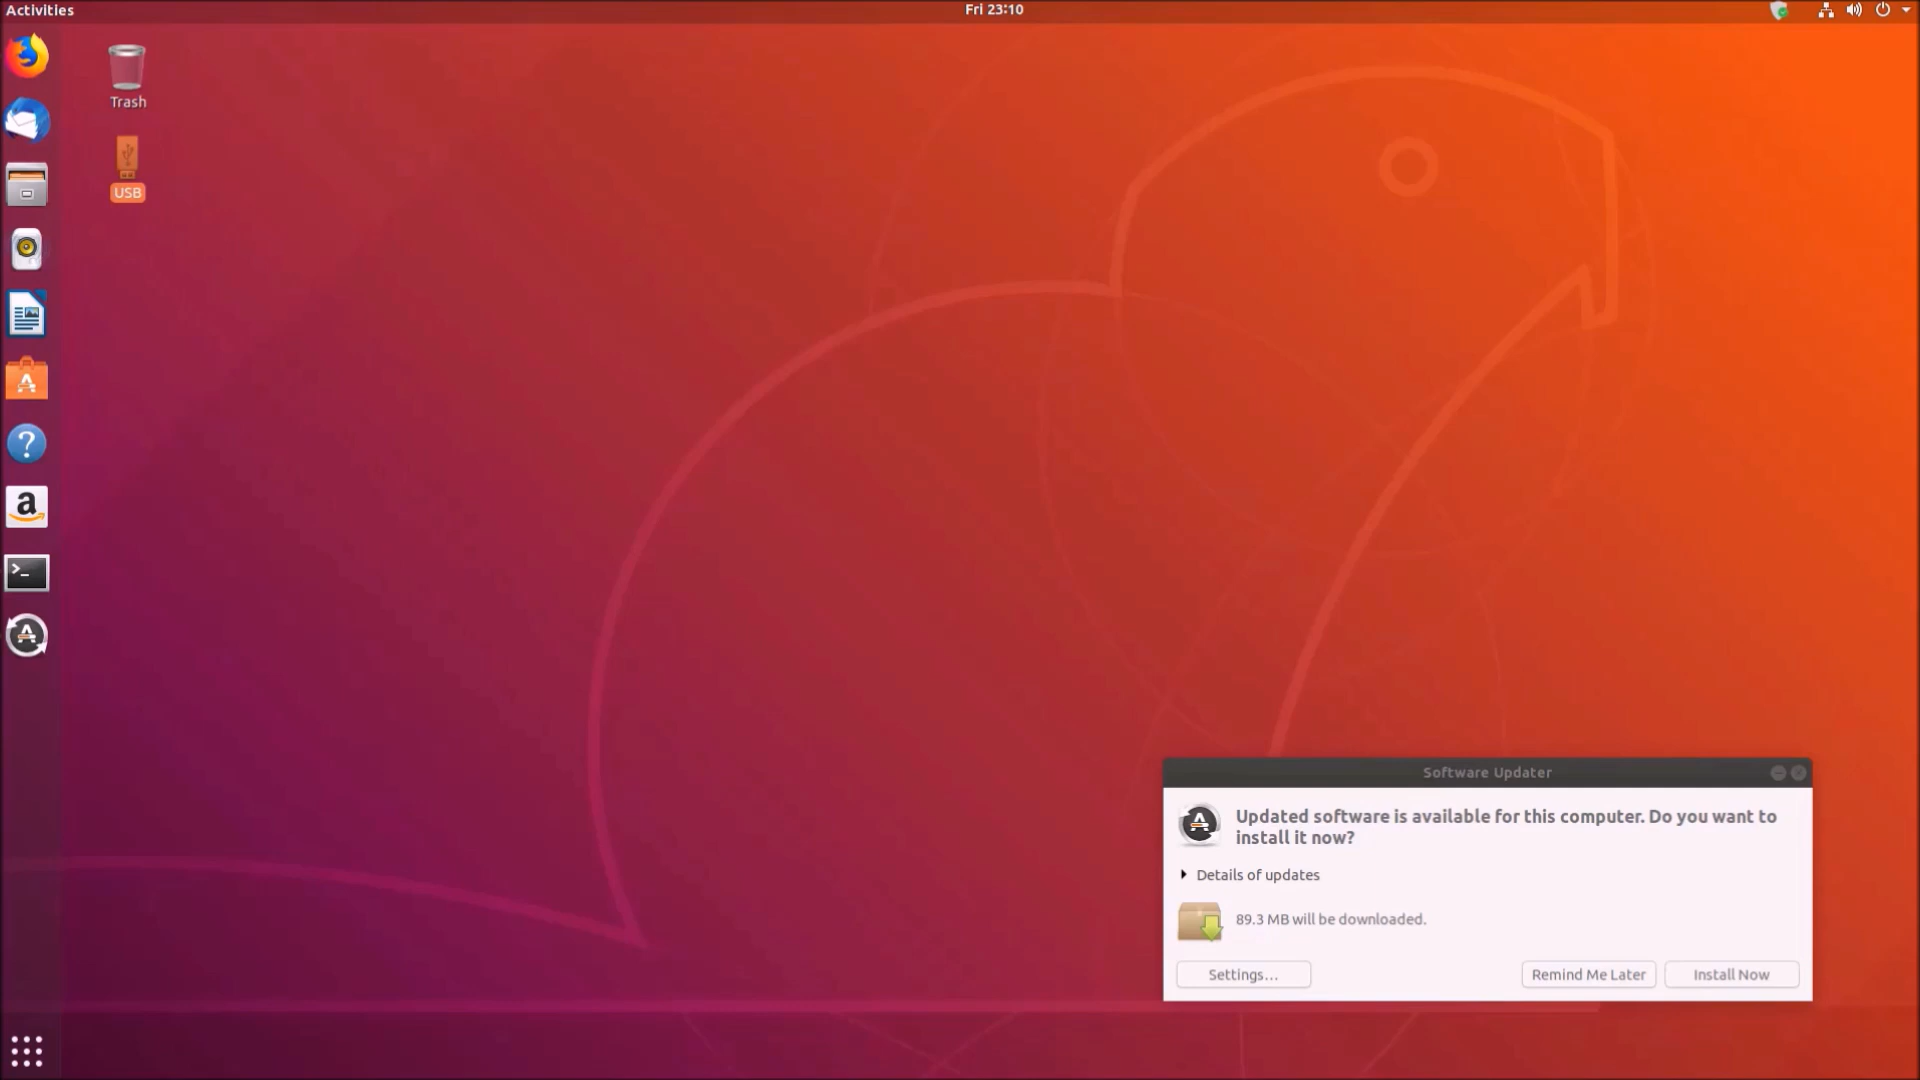 Activities
Fri 23:10
Trash
USB
Software Updater
Updated software is available for this computer. Do you want to
install it now?
Details of updates
89.3 MB will be downloaded.
Settings...
Remind Me Later
Install Now